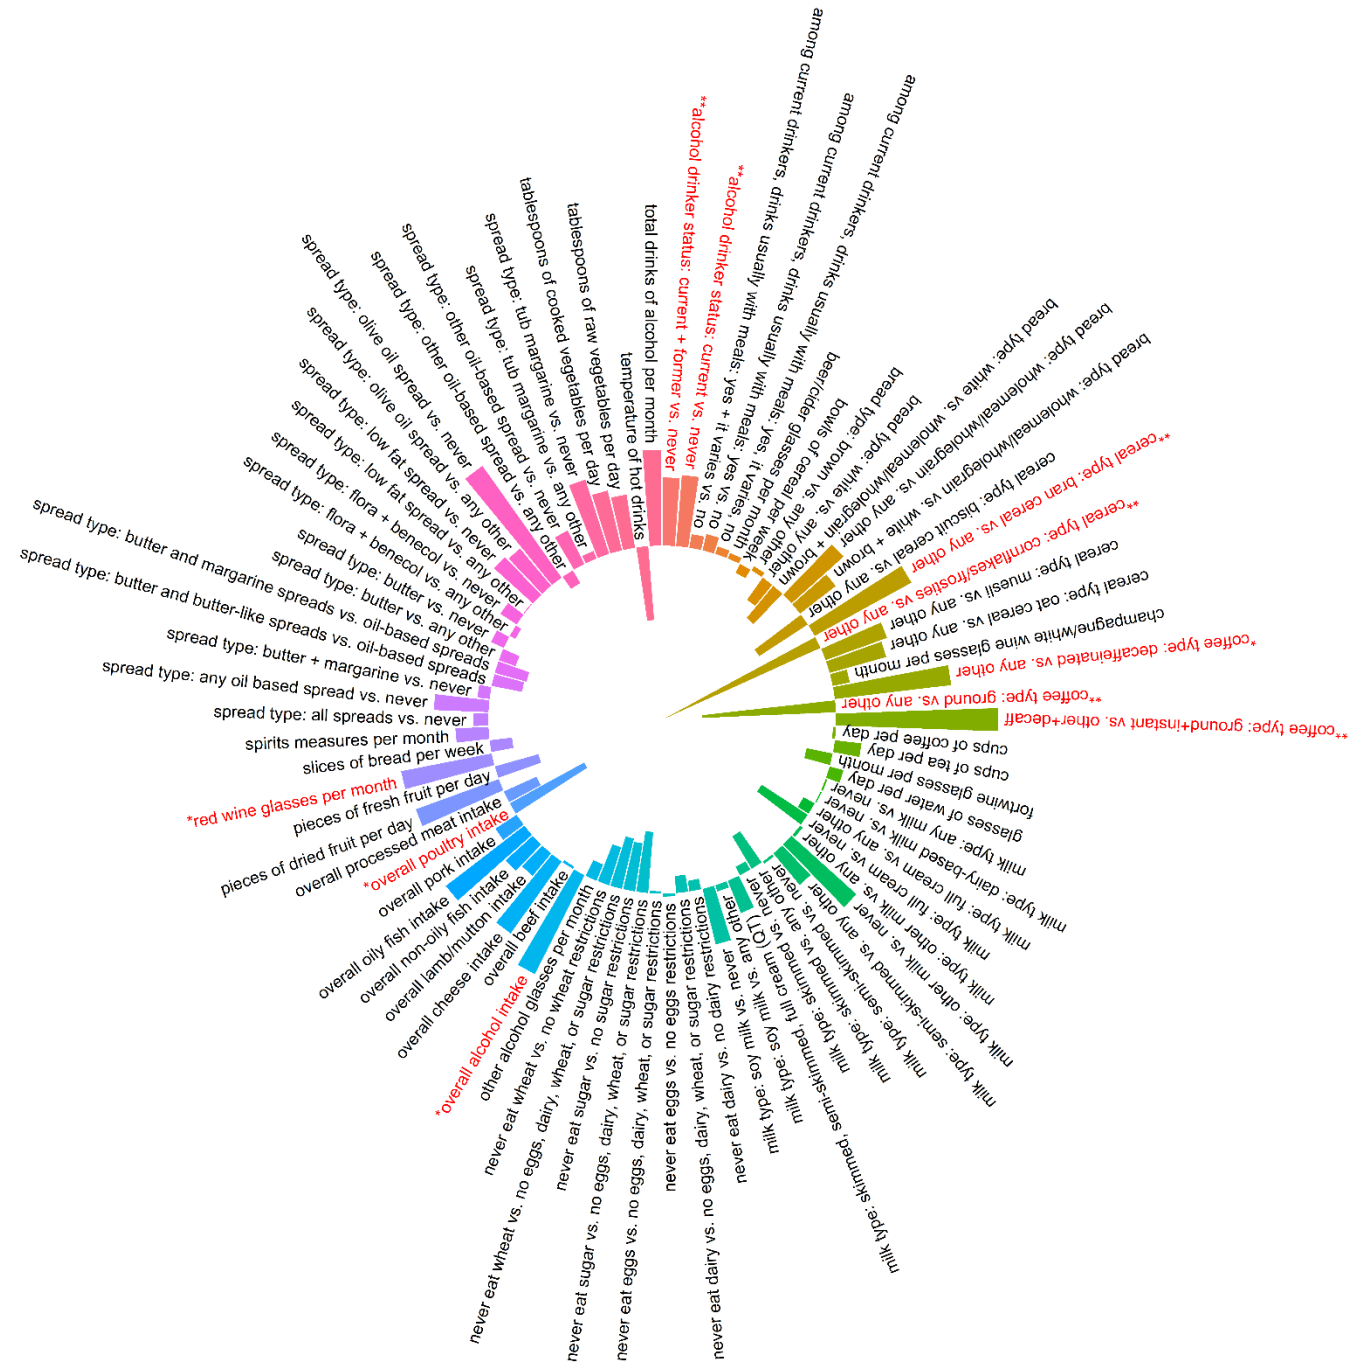 **alcohol drinker status: current + former vs. never
**alcohol drinker status: current vs. never
among current drinkers, drinks usually with meals: yes + it varies vs. no
among current drinkers, drinks usually with meals: yes vs. no
among current drinkers, drinks usually with meals: yes, it varies, no
beer/cider glasses per month
bowls of cereal per week
bread type: brown vs. any other
bread type: white vs. any other
bread type: white vs. wholemeal/wholegrain + brown
bread type: wholemeal/wholegrain vs. any other
bread type: wholemeal/wholegrain vs. white + brown
cereal type: biscuit cereal vs. any other
**cereal type: bran cereal vs. any other
**cereal type: cornflakes/frosties vs. any other
cereal type: muesli vs. any other
cereal type: oat cereal vs. any other
champagne/white wine glasses per month
*coffee type: decaffeinated vs. any other
**coffee type: ground vs. any other
**coffee type: ground+instant vs. other+decaff
cups of coffee per day
cups of tea per day
fortwine glasses per month
glasses of water per day
milk type: any milk vs. never
milk type: dairy-based milk vs. never
milk type: full cream vs. any other
milk type: full cream vs. never
milk type: other milk vs. any other
milk type: other milk vs. never
milk type: semi-skimmed vs. any other
milk type: semi-skimmed vs. never
milk type: skimmed vs. any other
milk type: skimmed vs. never
milk type: skimmed, semi-skimmed, full cream (QT)
milk type: soy milk vs. any other
milk type: soy milk vs. never
never eat dairy vs. no dairy restrictions
never eat dairy vs. no eggs, dairy, wheat, or sugar restrictions
never eat eggs vs. no eggs restrictions
never eat eggs vs. no eggs, dairy, wheat, or sugar restrictions
never eat sugar vs. no eggs, dairy, wheat, or sugar restrictions
never eat sugar vs. no sugar restrictions
never eat wheat vs. no eggs, dairy, wheat, or sugar restrictions
never eat wheat vs. no wheat restrictions
other alcohol glasses per month
*overall alcohol intake
overall beef intake
overall cheese intake
overall lamb/mutton intake
overall non-oily fish intake
overall oily fish intake
overall pork intake
*overall poultry intake
overall processed meat intake
pieces of dried fruit per day
pieces of fresh fruit per day
*red wine glasses per month
slices of bread per week
spirits measures per month
spread type: all spreads vs. never
spread type: any oil based spread vs. never
spread type: butter + margarine vs. never
spread type: butter and butter-like spreads vs. oil-based spreads
spread type: butter and margarine spreads vs. oil-based spreads
spread type: butter vs. any other
spread type: butter vs. never
spread type: flora + benecol vs. any other
spread type: flora + benecol vs. never
spread type: low fat spread vs. any other
spread type: low fat spread vs. never
spread type: olive oil spread vs. any other
spread type: olive oil spread vs. never
spread type: other oil-based spread vs. any other
spread type: other oil-based spread vs. never
spread type: tub margarine vs. any other
spread type: tub margarine vs. never
tablespoons of cooked vegetables per day
tablespoons of raw vegetables per day
temperature of hot drinks
total drinks of alcohol per month